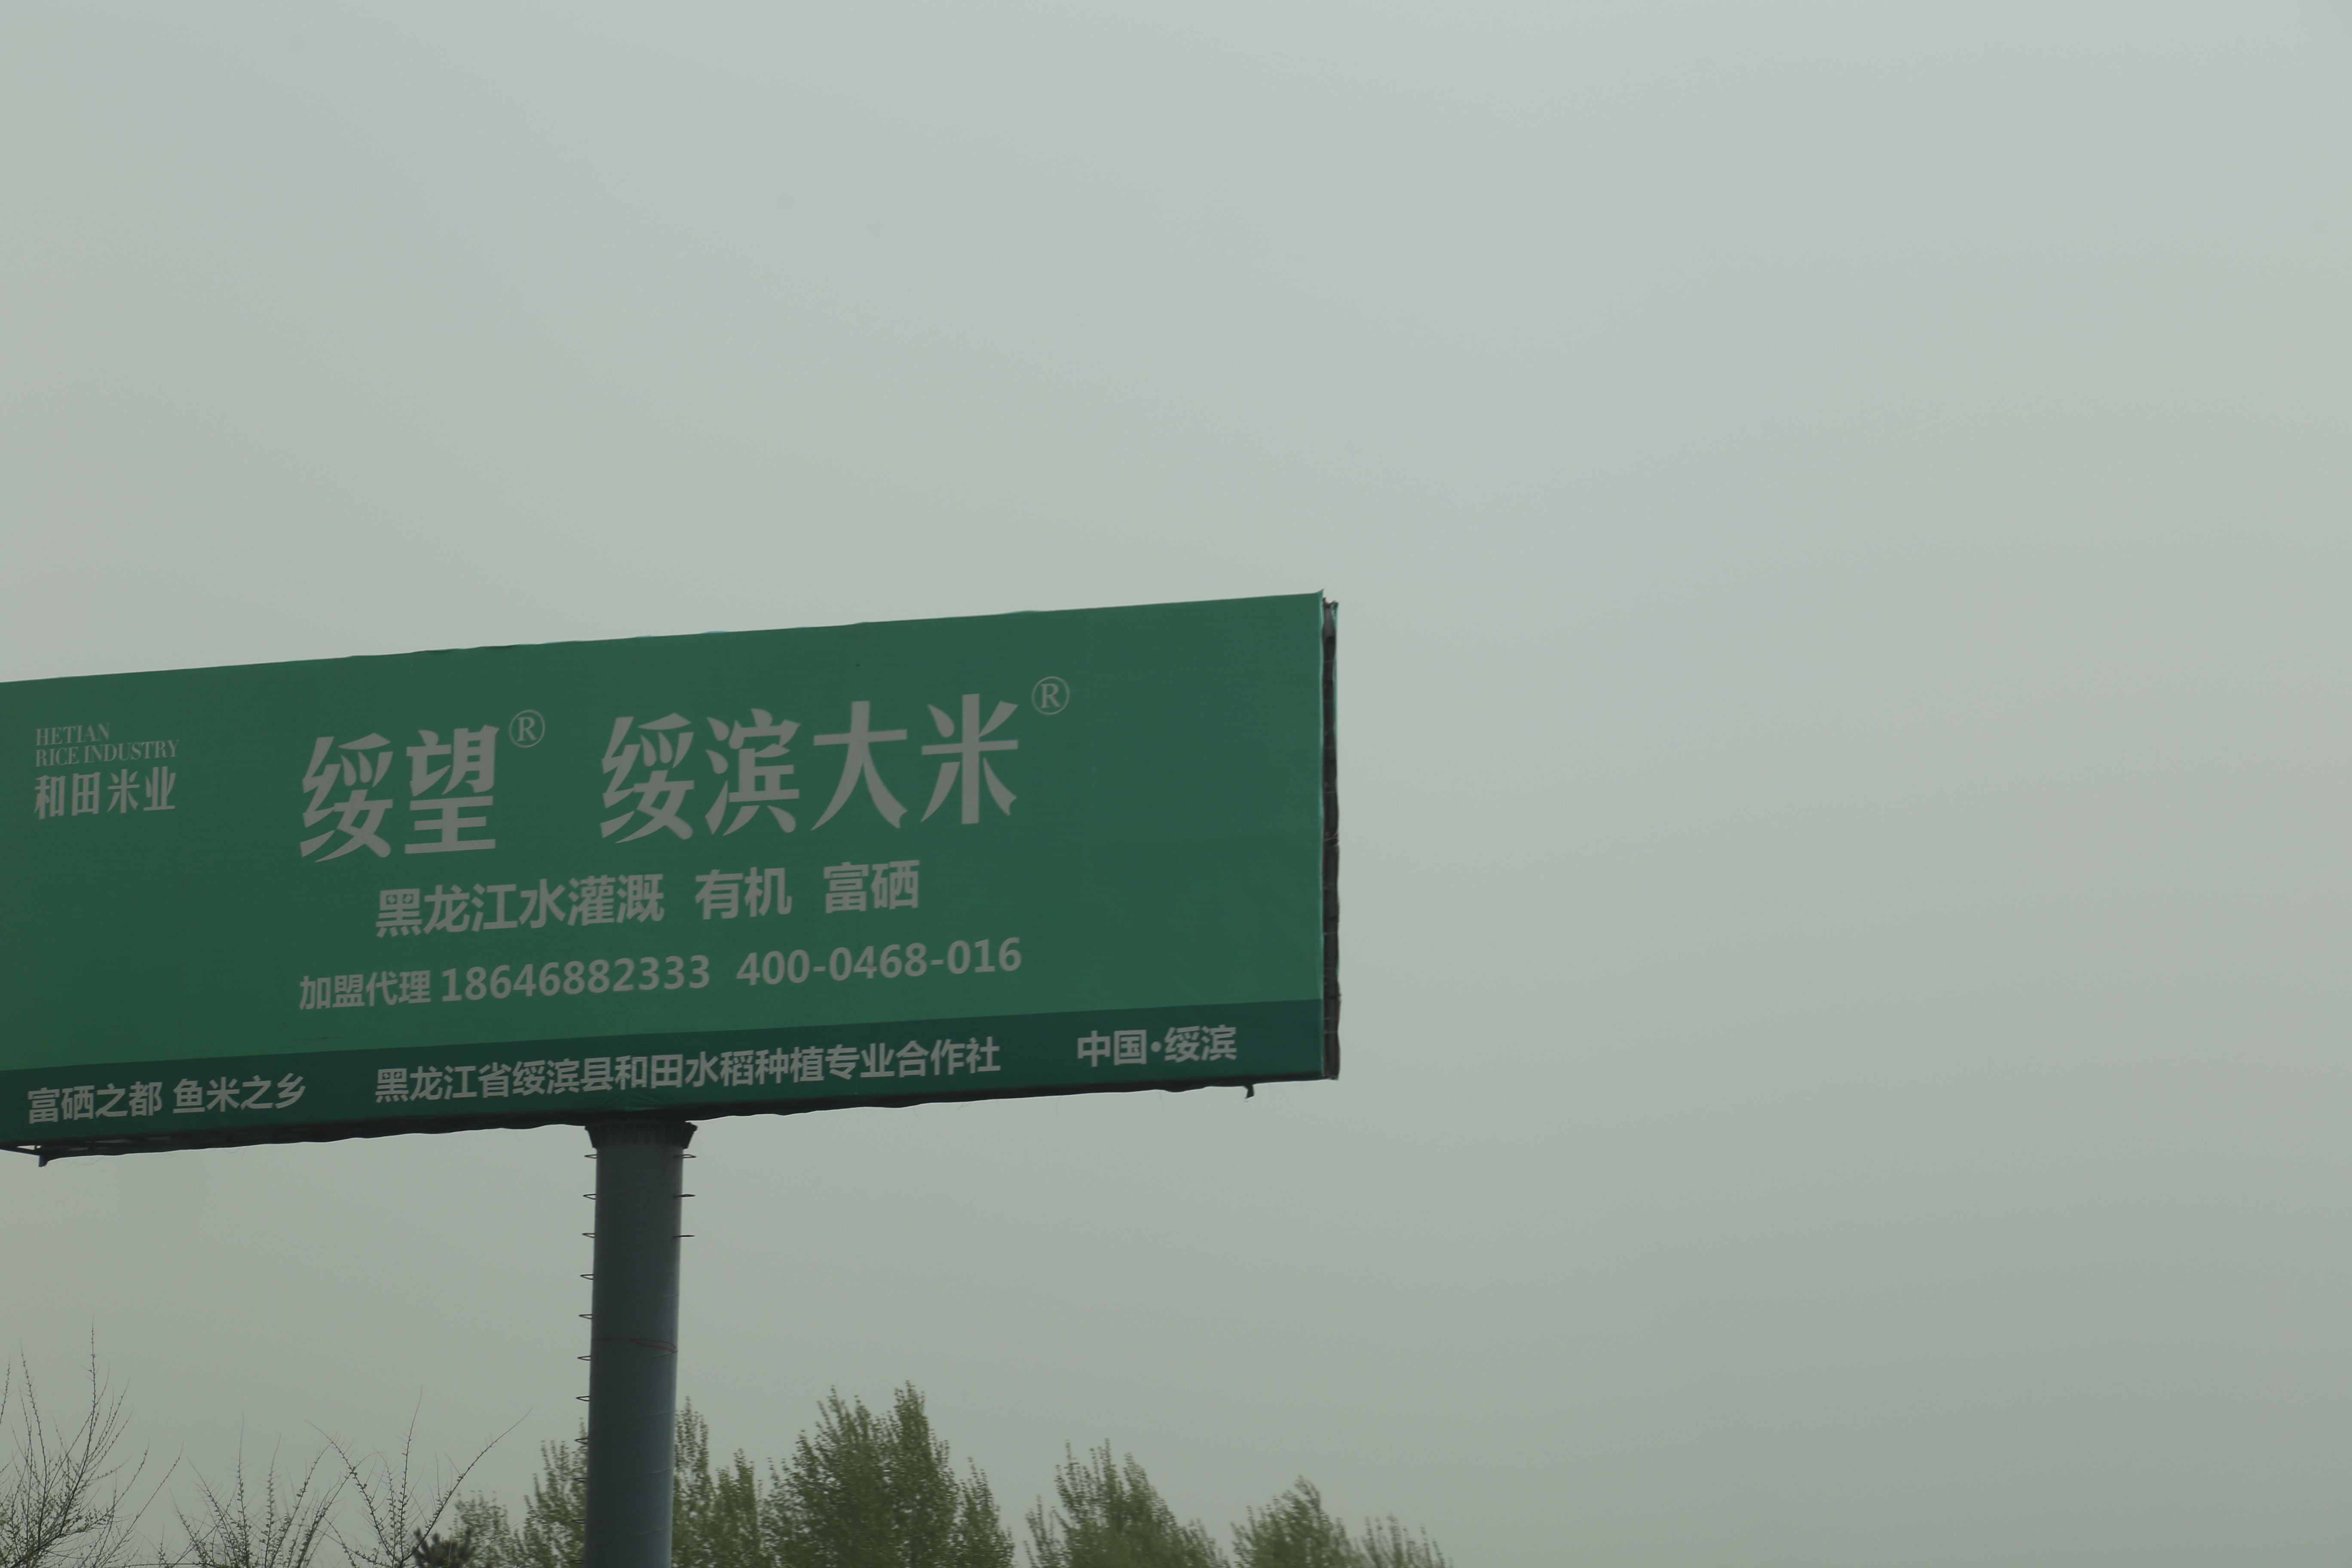 HETIAN
RICE INDUSTRY
和田米业
绥望® 绥滨大米®
黑龙江水灌溉 有机 富硒
加盟代理 18646882333 400-0468-016
富硒之都 鱼米之乡 黑龙江省绥滨县和田水稻种植专业合作社 中国·绥滨